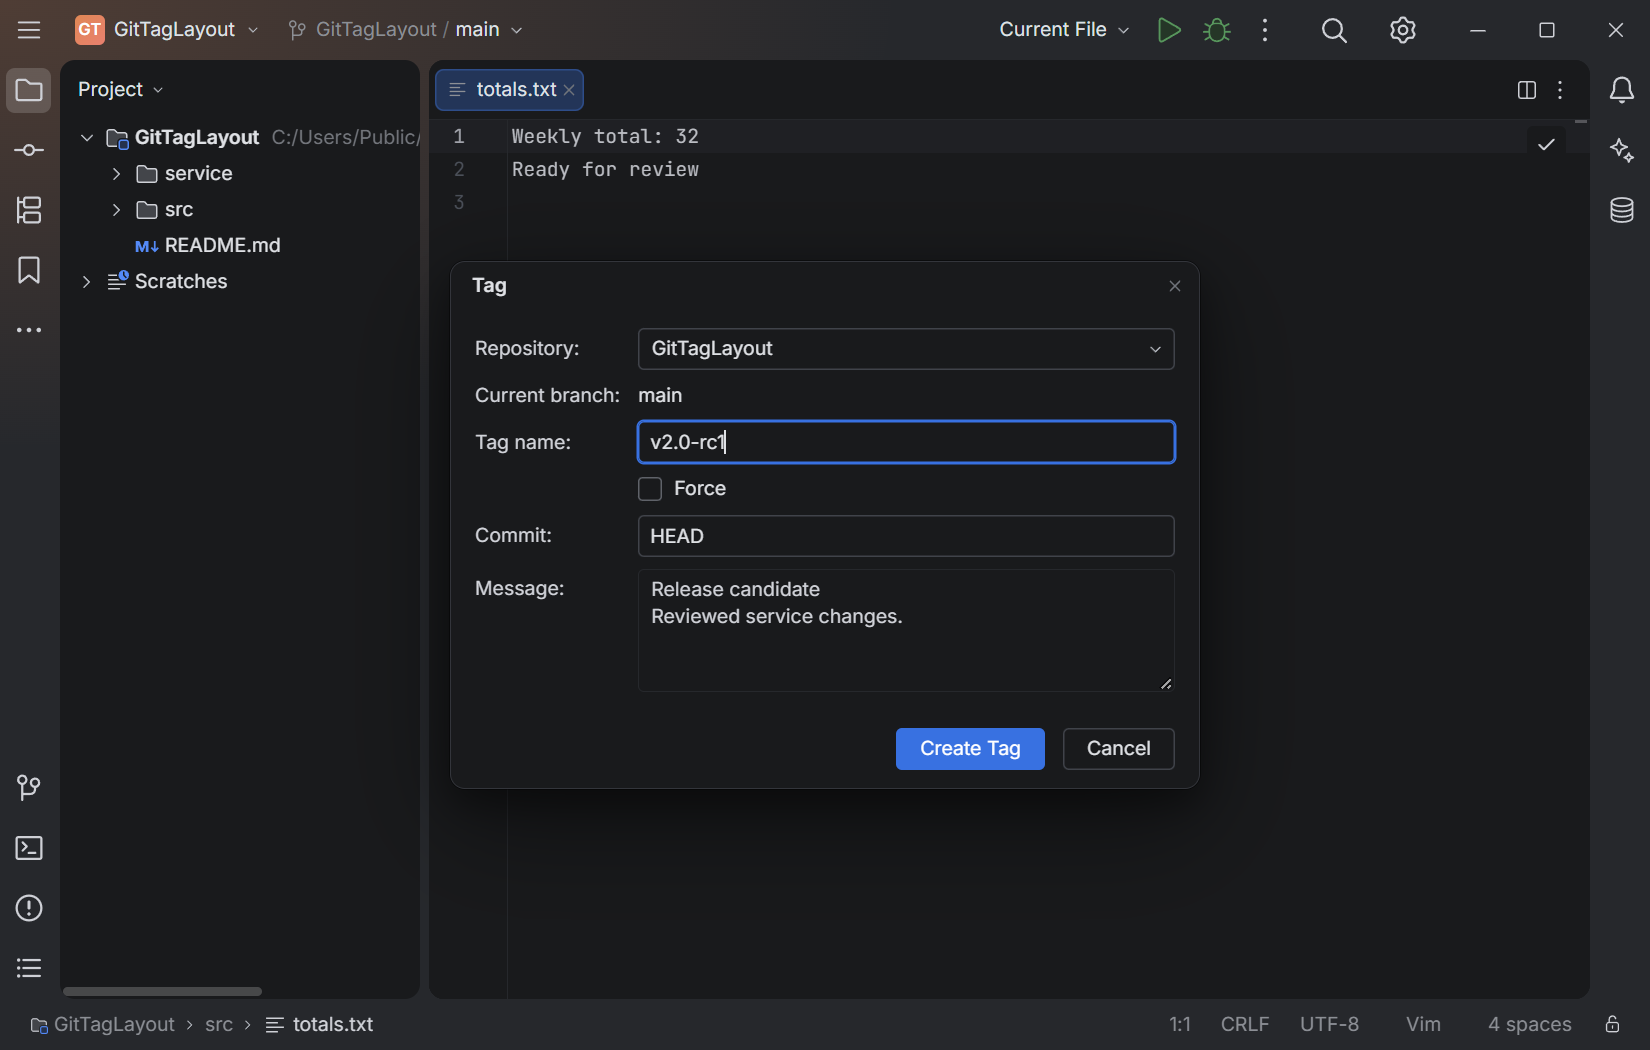 GT GitTagLayout GitTagLayout / main Current File
Project
totals.txt
GitTagLayout C:/Users/Public/
service
src
M↓ README.md
Scratches
1 Weekly total: 32
2 Ready for review
3
Tag
Repository: GitTagLayout
Current branch: main
Tag name: v2.0-rc1
Force
Commit: HEAD
Message: Release candidate
Reviewed service changes.
Create Tag Cancel
GitTagLayout › src › totals.txt 1:1 CRLF UTF-8 Vim 4 spaces